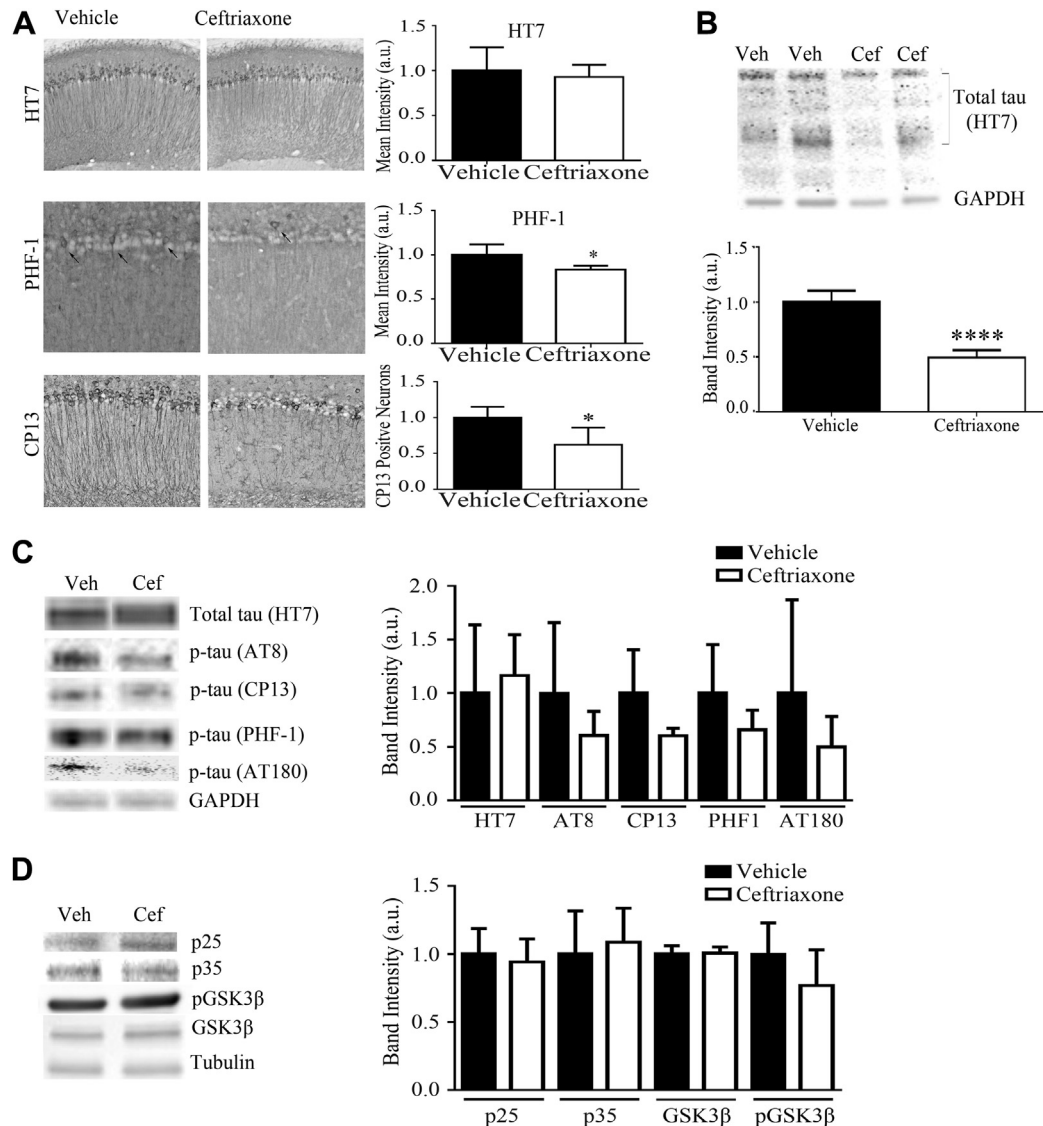 A
Vehicle
Ceftriaxone
HT7
HT7
Mean Intensity (a.u.)
1.5
1.0
0.5
0.0
Vehicle Ceftriaxone
PHF-1
PHF-1
Mean Intensity (a.u.)
1.5
1.0
0.5
0.0
*
Vehicle Ceftriaxone
CP13
CP13 Positve Neurons
1.5
1.0
0.5
0.0
*
Vehicle Ceftriaxone
B
Veh Veh Cef Cef
Total tau
(HT7)
GAPDH
Band Intensity (a.u.)
1.5
1.0
0.5
0.0
****
Vehicle Ceftriaxone
C
Veh Cef
Total tau (HT7)
p-tau (AT8)
p-tau (CP13)
p-tau (PHF-1)
p-tau (AT180)
GAPDH
Vehicle
Ceftriaxone
Band Intensity (a.u.)
2.0
1.5
1.0
0.5
0.0
HT7 AT8 CP13 PHF1 AT180
D
Veh Cef
p25
p35
pGSK3β
GSK3β
Tubulin
Vehicle
Ceftriaxone
Band Intensity (a.u.)
1.5
1.0
0.5
0.0
p25 p35 GSK3β pGSK3β